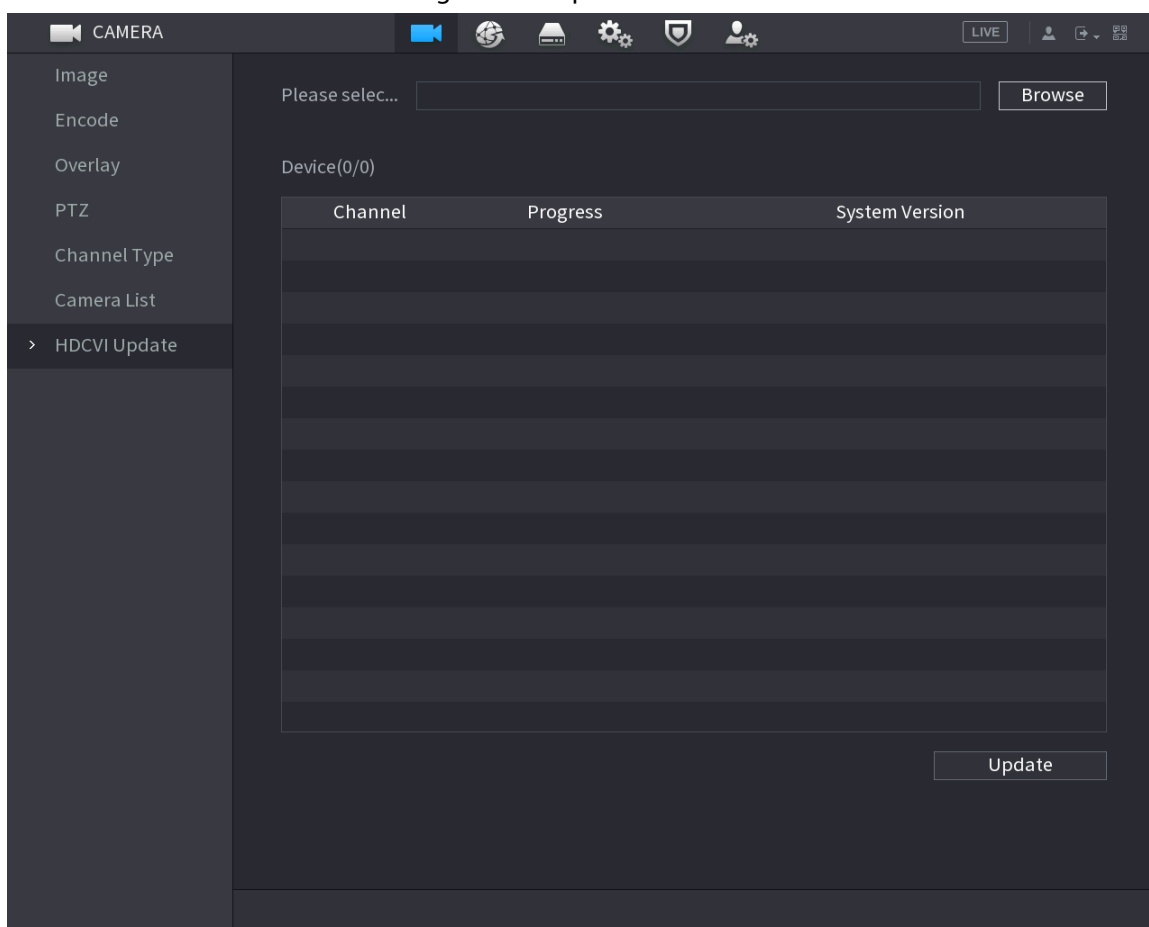 CAMERA
LIVE
Image
Encode
Overlay
PTZ
Channel Type
Camera List
> HDCVI Update
Please selec...
Browse
Device(0/0)
Channel Progress System Version
Update